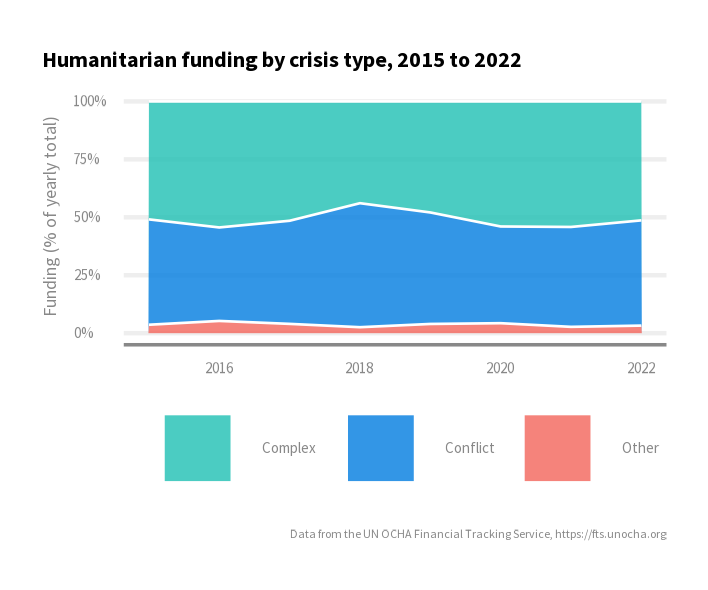 Humanitarian funding by crisis type, 2015 to 2022
Funding (% of yearly total)
100%
75%
50%
25%
0%
2016 2018 2020 2022
Complex Conflict Other
Data from the UN OCHA Financial Tracking Service, https://fts.unocha.org